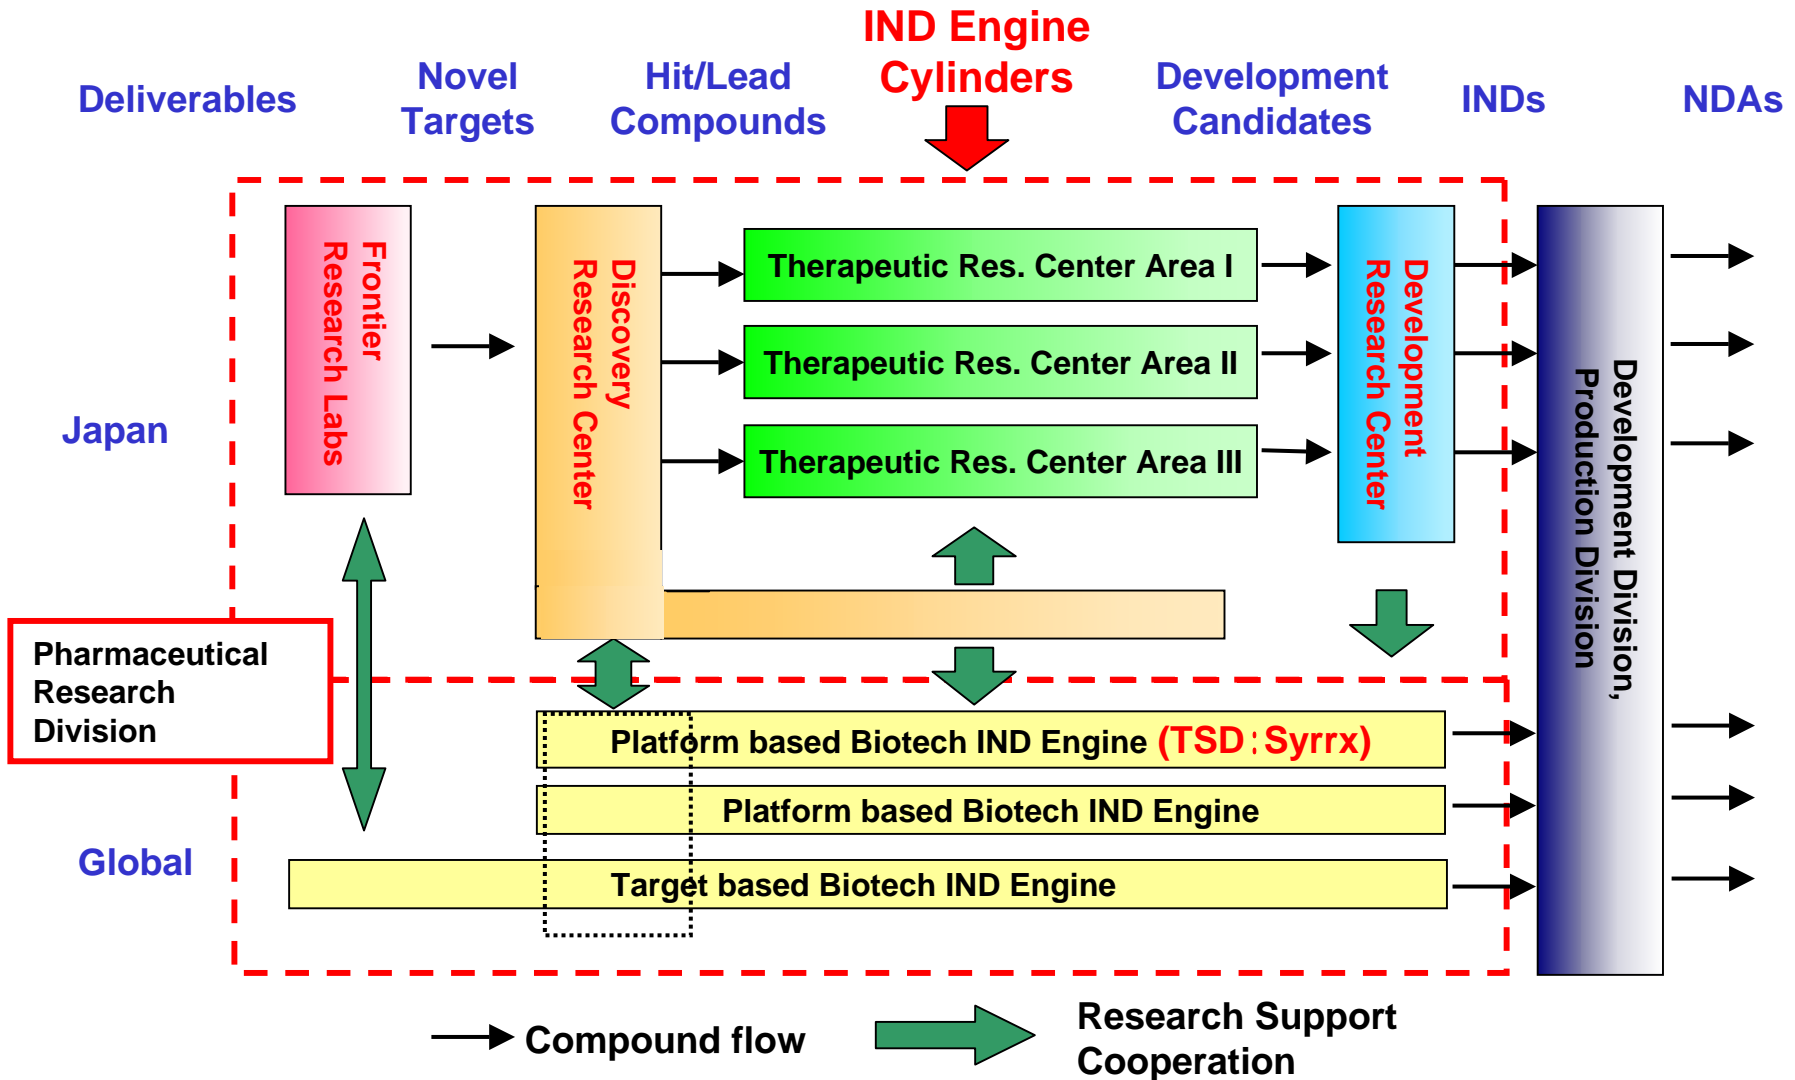 IND Engine
Cylinders
Deliverables
Novel
Targets
Hit/Lead
Compounds
Development
Candidates
INDs
NDAs
Japan
Frontier
Research Labs
Discovery
Research Center
Therapeutic Res. Center Area I
Therapeutic Res. Center Area II
Therapeutic Res. Center Area III
Development
Research Center
Development Division,
Production Division
Pharmaceutical
Research
Division
Global
Platform based Biotech IND Engine (TSD:Syrrx)
Platform based Biotech IND Engine
Target based Biotech IND Engine
Compound flow
Research Support
Cooperation